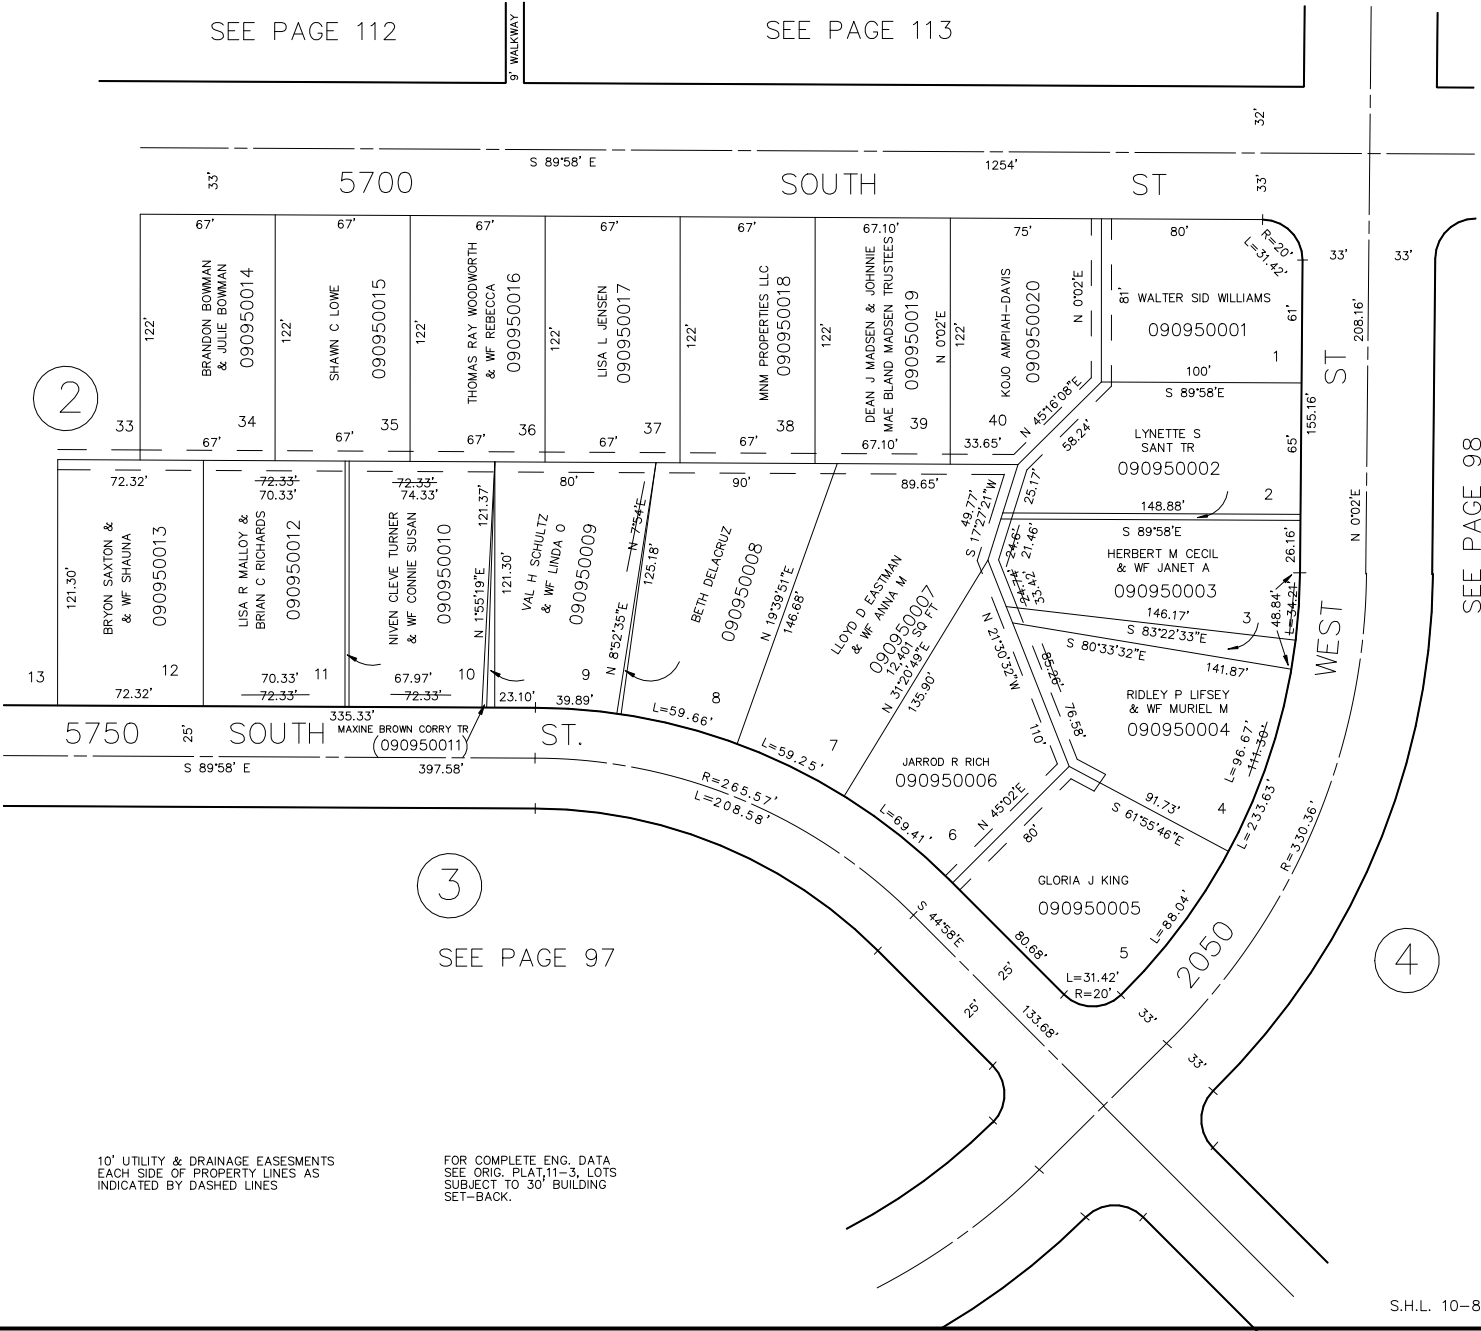 SEE PAGE 112
9' WALKWAY
SEE PAGE 113
32'
S 89°58' E
1254'
33'
5700
SOUTH
ST
33'
67'
67'
67'
67'
67'
67.10'
75'
80'
R=20'
L=31.42'
33'
33'
122'
BRANDON BOWMAN
& JULIE BOWMAN
090950014
122'
SHAWN C LOWE
090950015
122'
THOMAS RAY WOODWORTH
& WF REBECCA
090950016
122'
LISA L JENSEN
090950017
122'
MNM PROPERTIES LLC
090950018
122'
DEAN J MADSEN & JOHNNIE
MAE BLAND MADSEN TRUSTEES
090950019
N 0°02'E
122'
KOJO AMPIAH-DAVIS
090950020
N 0°02'E
81'
WALTER SID WILLIAMS
090950001
61'
1
208.16'
ST
100'
S 89°58'E
2
33
34
35
36
37
38
39
40
67'
67'
67'
67'
67'
67.10'
33.65'
N 45°16'08"E
58.24'
LYNETTE S
SANT TR
090950002
65'
155.16'
2
SEE PAGE 98
72.32'
72.33'
70.33'
72.33'
74.33'
80'
90'
89.65'
25.17'
148.88'
121.30'
BRYON SAXTON &
& WF SHAUNA
090950013
LISA R MALLOY &
BRIAN C RICHARDS
090950012
NIVEN CLEVE TURNER
& WF CONNIE SUSAN
090950010
N 1°55'19"E
121.37'
121.30'
VAL H SCHULTZ
& WF LINDA O
090950009
N 7°54'E
125.18'
N 8°52'35"E
BETH DELACRUZ
090950008
N 19°39'51"E
146.68'
LLOYD D EASTMAN
& WF ANNA M
090950007
12,401 SQ FT
N 31°20'49"E
135.90'
49.77'
S 17°27'21"W
24.6'
21.46'
24.74'
33.42'
S 89°58'E
HERBERT M CECIL
& WF JANET A
090950003
26.16'
N 0°02'E
146.17'
S 83°22'33"E
3
48.84'
L=34.21'
S 80°33'32"E
141.87'
WEST
N 21°30'32"W
85.26'
76.58'
110'
RIDLEY P LIFSEY
& WF MURIEL M
090950004
L=96.67'
111.30'
4
13
12
11
10
9
8
7
72.32'
70.33'
72.33'
67.97'
72.33'
23.10'
39.89'
L=59.66'
L=59.25'
335.33'
MAXINE BROWN CORRY TR
090950011
5750
25'
SOUTH
ST.
S 89°58' E
397.58'
R=265.57'
L=208.58'
JARROD R RICH
090950006
L=69.41'
6
N 45°02'E
80'
91.73'
S 61°55'46"E
L=233.63'
R=330.36'
3
SEE PAGE 97
GLORIA J KING
090950005
L=88.04'
5
S 44°58'E
80.68'
L=31.42'
R=20'
2050
4
25'
25'
133.68'
33'
33'
10' UTILITY & DRAINAGE EASESMENTS
EACH SIDE OF PROPERTY LINES AS
INDICATED BY DASHED LINES
FOR COMPLETE ENG. DATA
SEE ORIG. PLAT,11-3, LOTS
SUBJECT TO 30' BUILDING
SET-BACK.
S.H.L. 10-8